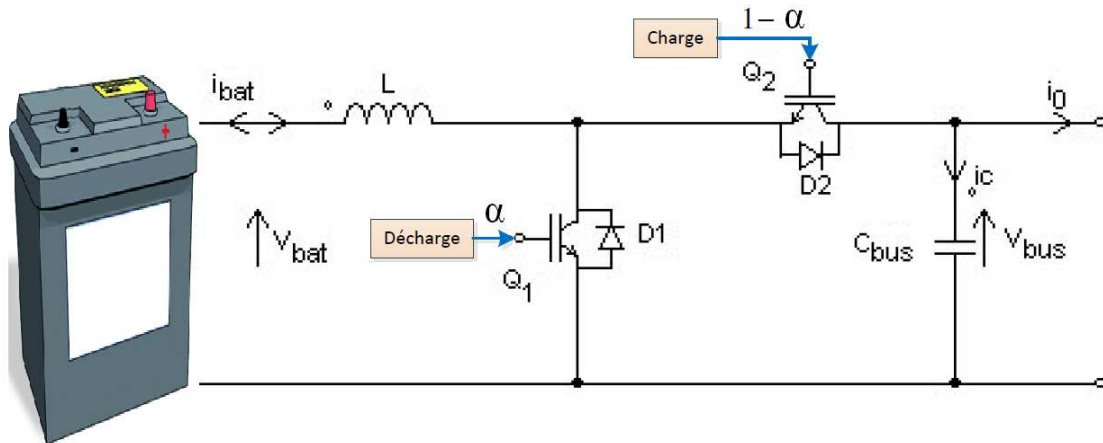 Charge
1 – α
Q2
i0
ibat
L
D2
ic
Décharge
α
D1
Vbat
Q1
Cbus
Vbus
-
+